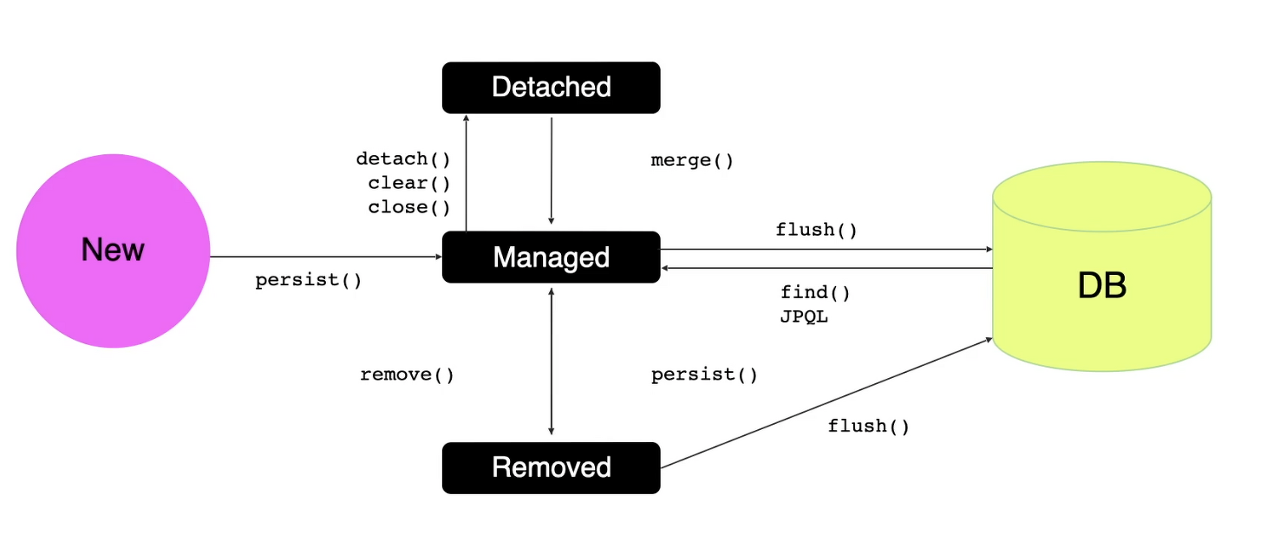 Detached
detach()
clear()
close()
merge()
New
persist()
Managed
flush()
find()
JPQL
DB
remove()
persist()
flush()
Removed